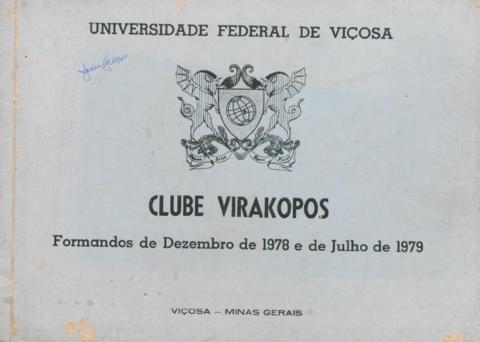 UNIVERSIDADE FEDERAL DE VIÇOSA
CLUBE VIRAKOPOS
Formandos de Dezembro de 1978 e de Julho de 1979
VIÇOSA — MINAS GERAIS